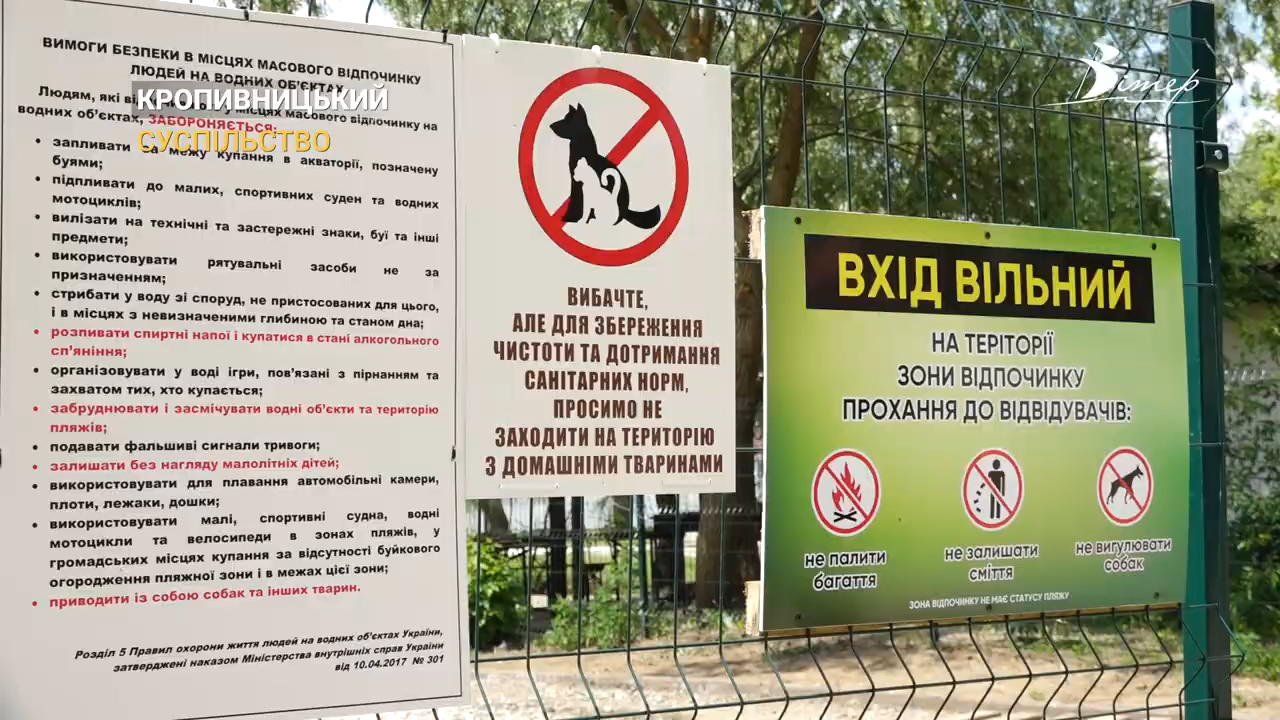 ВИМОГИ БЕЗПЕКИ В МІСЦЯХ МАСОВОГО ВІДПОЧИНКУ
ЛЮДЕЙ НА ВОДНИХ ОБ'ЄКТАХ
Людям, які місцях масового відпочинку на
водних об'єктах, ЗАБОРОНЯЄТЬСЯ:
• запливати за межу купання в акваторії, позначену
буями;
• підпливати до малих, спортивних суден та водних
мотоциклів;
• вилізати на технічні та застережні знаки, буї та інші
предмети;
• використовувати рятувальні засоби не за
призначенням;
• стрибати у воду зі споруд, не пристосованих для цього,
і в місцях з невизначеними глибиною та станом дна;
• розпивати спиртні напої і купатися в стані алкогольного
сп'яніння;
• організовувати у воді ігри, пов'язані з пірнанням та
захватом тих, хто купається;
• забруднювати і засмічувати водні об'єкти та територію
пляжів;
• подавати фальшиві сигнали тривоги;
• залишати без нагляду малолітніх дітей;
• використовувати для плавання автомобільні камери,
плоти, лежаки, дошки;
• використовувати малі, спортивні судна, водні
мотоцикли та велосипеди в зонах пляжів, у
громадських місцях купання за відсутності буйкового
огородження пляжної зони і в межах цієї зони;
• приводити із собою собак та інших тварин.
Розділ 5 Правил охорони життя людей на водних об'єктах України,
затверджені наказом Міністерства внутрішніх справ України
від 10.04.2017 № 301
КРОПИВНИЦЬКИЙ
СУСПІЛЬСТВО
ВИБАЧТЕ,
АЛЕ ДЛЯ ЗБЕРЕЖЕННЯ
ЧИСТОТИ ТА ДОТРИМАННЯ
САНІТАРНИХ НОРМ,
ПРОСИМО НЕ
ЗАХОДИТИ НА ТЕРИТОРІЮ
З ДОМАШНІМИ ТВАРИНАМИ
Вітер
ВХІД ВІЛЬНИЙ
НА ТЕРІТОРІЇ
ЗОНИ ВІДПОЧИНКУ
ПРОХАННЯ ДО ВІДВІДУВАЧІВ:
не палити
багаття
не залишати
сміття
не вигулювати
собак
ЗОНА ВІДПОЧИНКУ НЕ МАЄ СТАТУСУ ПЛЯЖУ